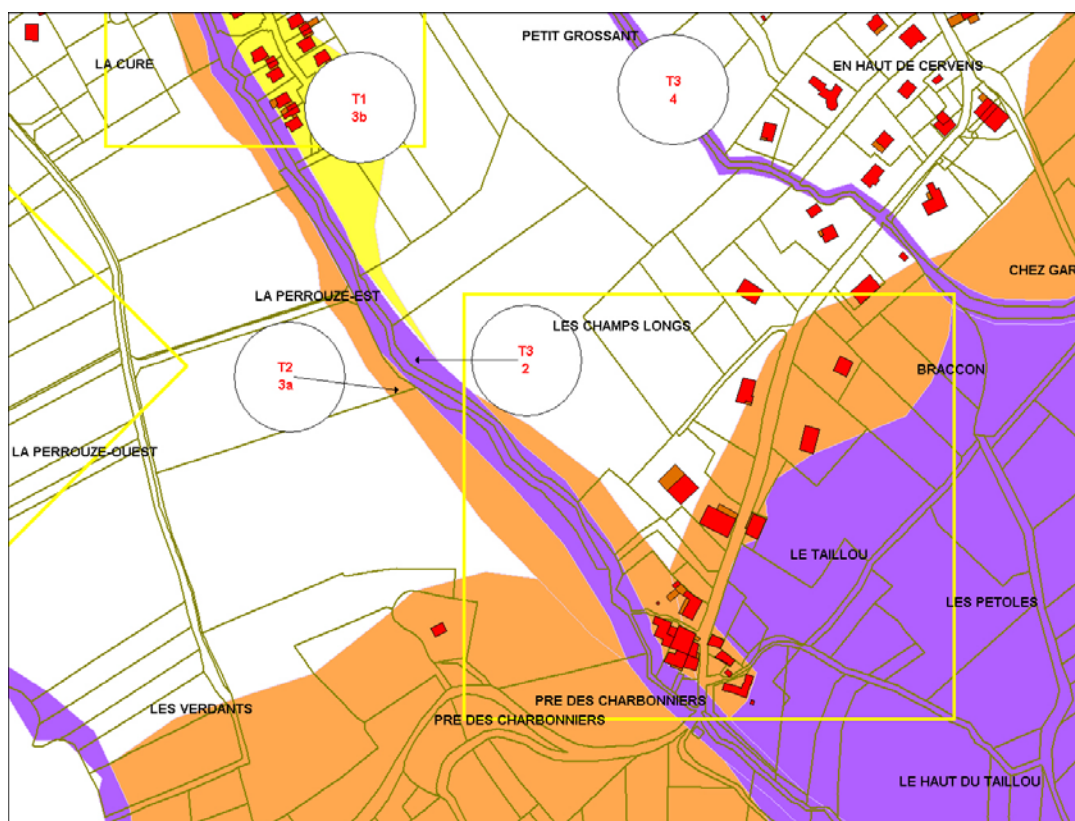 PETIT GROSSANT
LA CURE
EN HAUT DE CERVENS
T1
3b
T3
4
CHEZ GAR
LA PERROUZE-EST
LES CHAMPS LONGS
T3
2
T2
3a
BRACCON
LA PERROUZE-OUEST
LE TAILLOU
LES PETOLES
PRE DES CHARBONNIERS
LES VERDANTS
PRE DES CHARBONNIERS
LE HAUT DU TAILLOU